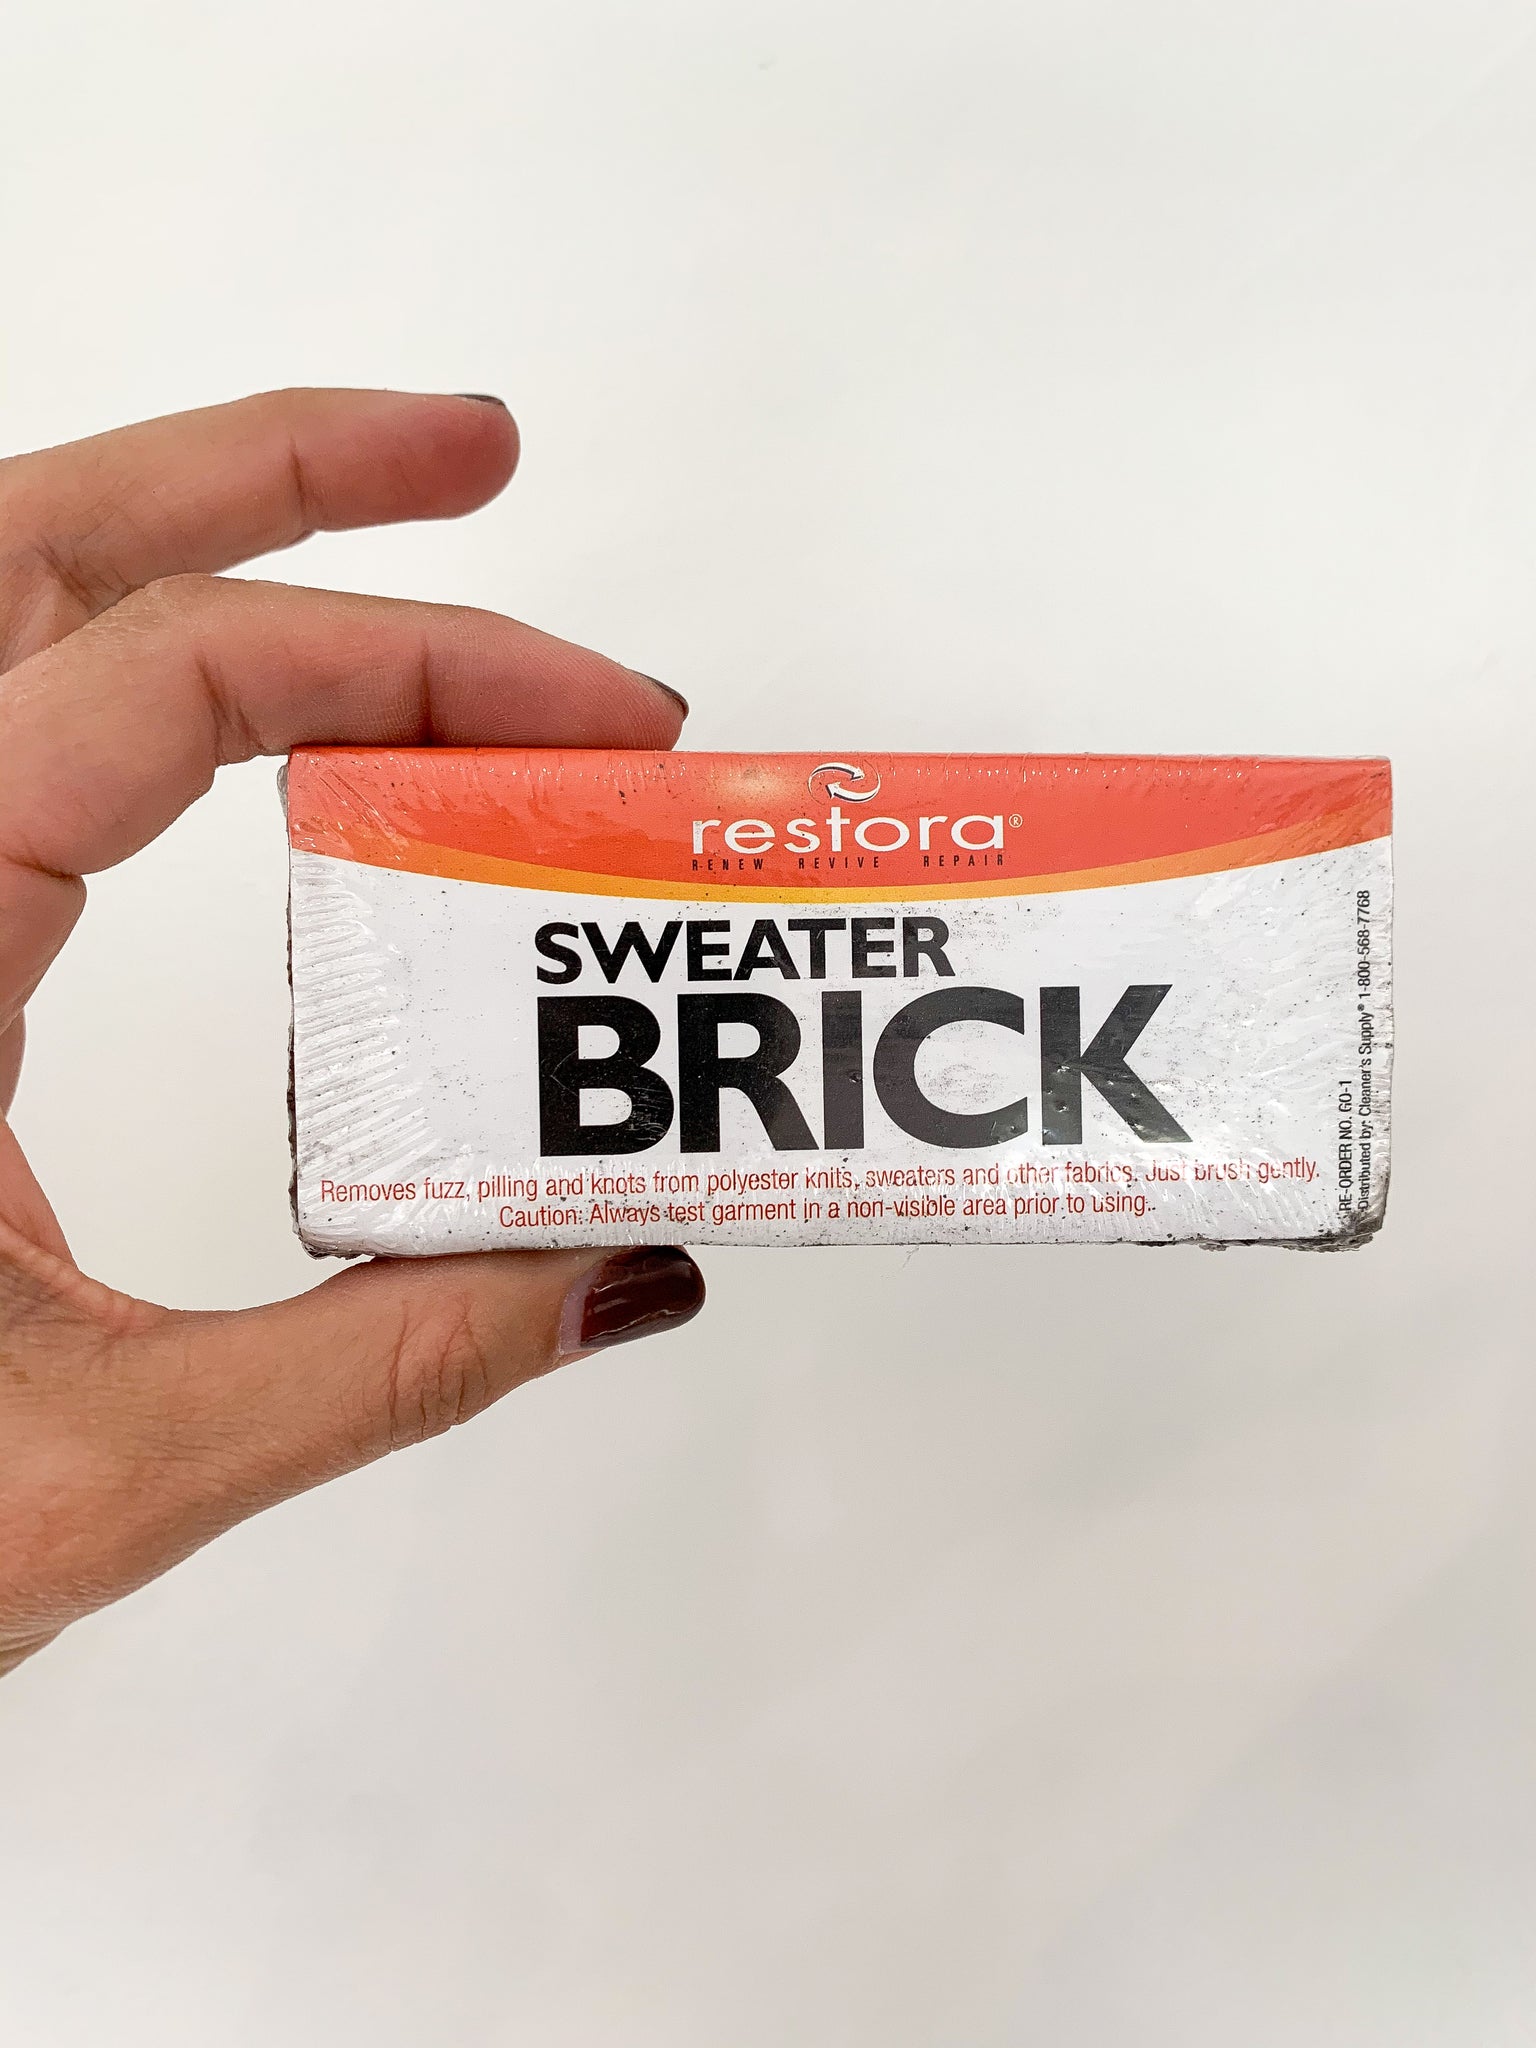 restora®
RENEW REVIVE REPAIR
SWEATER
BRICK
Removes fuzz, pilling and knots from polyester knits, sweaters and other fabrics. Just brush gently.
Caution: Always test garment in a non-visible area prior to using.
RE-ORDER NO. GO-1
Distributed by: Cleaner's Supply® 1-800-568-7768